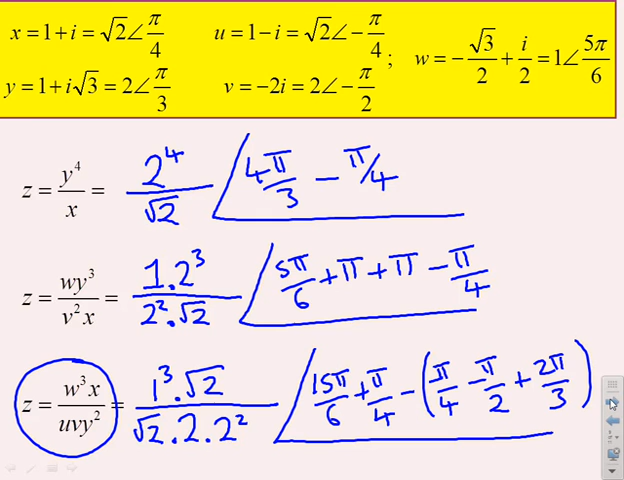 x = 1 + i = √2∠π/4    u = 1 − i = √2∠−π/4 ;    w = −√3/2 + i/2 = 1∠5π/6
y = 1 + i√3 = 2∠π/3    v = −2i = 2∠−π/2
z = y⁴/x = 2⁴/√2 ∠ 4π/3 − π/4
z = wy³/v²x = 1.2³/2².√2 ∠ 5π/6 + π + π − π/4
z = w³x/uvy² = 1³.√2/√2.2.2² ∠ 15π/6 + π/4 − (π/4 − π/2 + 2π/3)